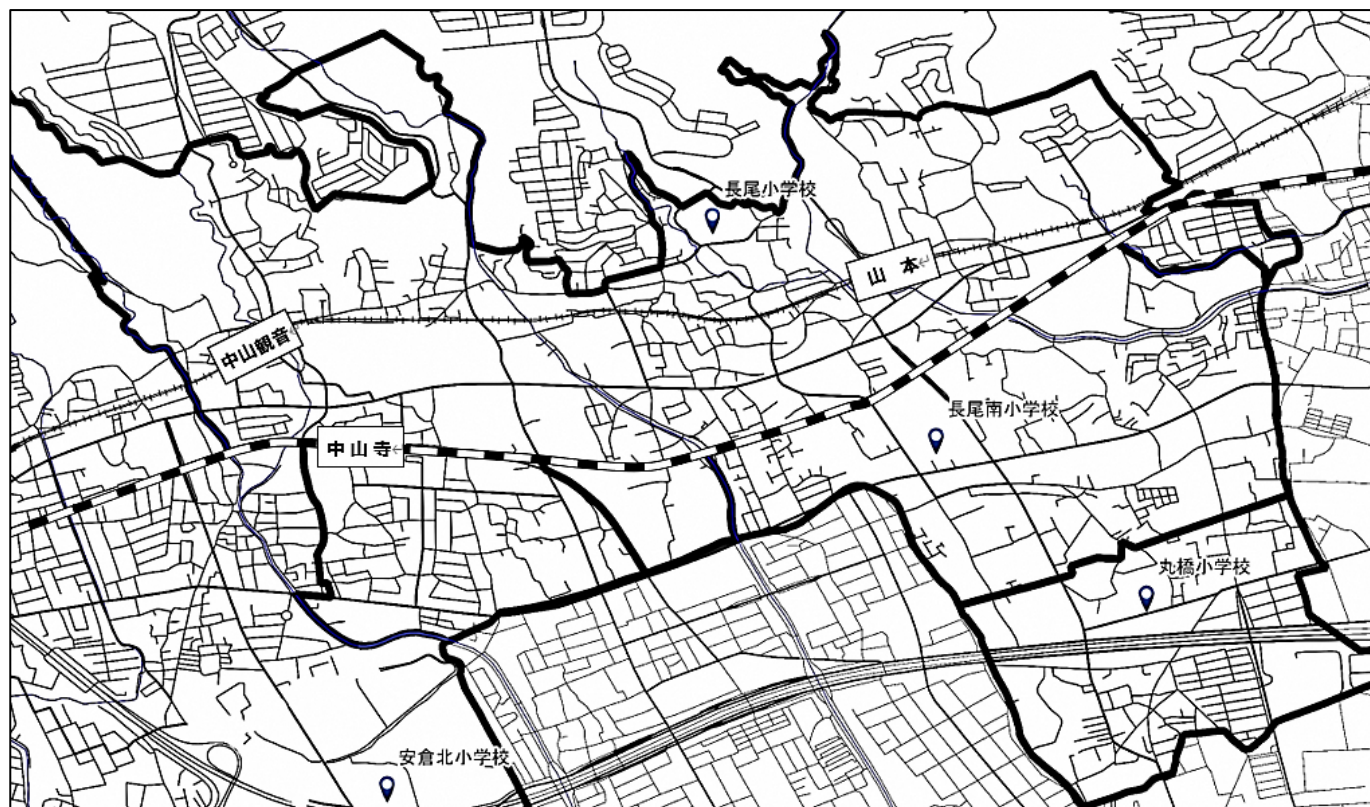 長尾小学校
山本
中山観音
長尾南小学校
中山寺
丸橋小学校
安倉北小学校